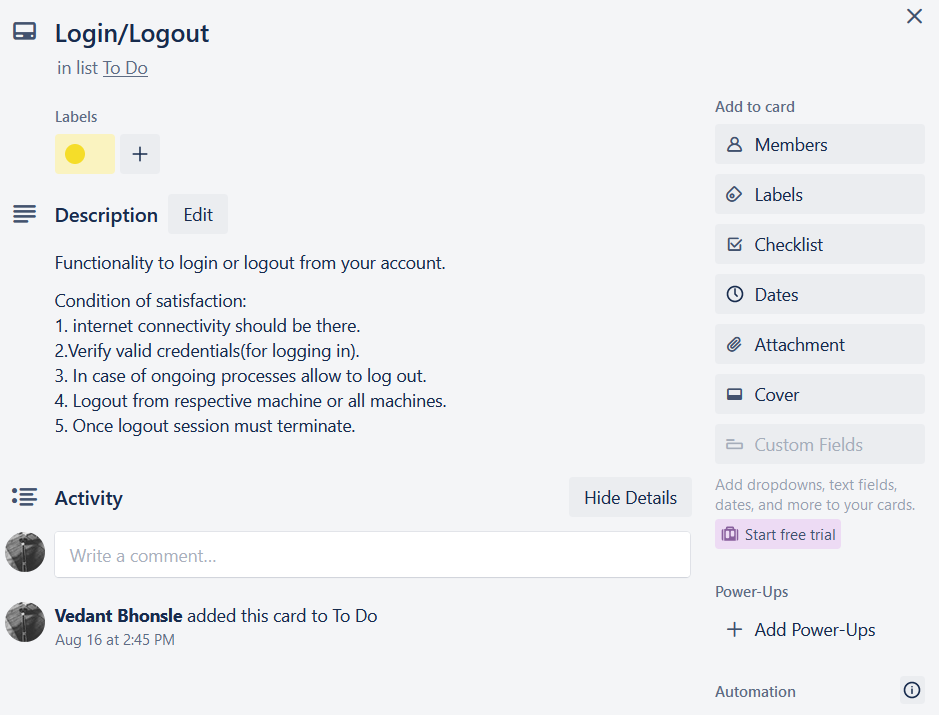 Login/Logout
in list To Do
Labels
Description Edit
Functionality to login or logout from your account.
Condition of satisfaction:
1. internet connectivity should be there.
2.Verify valid credentials(for logging in).
3. In case of ongoing processes allow to log out.
4. Logout from respective machine or all machines.
5. Once logout session must terminate.
Activity Hide Details
Write a comment...
Vedant Bhonsle added this card to To Do
Aug 16 at 2:45 PM
Add to card
Members
Labels
Checklist
Dates
Attachment
Cover
Custom Fields
Add dropdowns, text fields,
dates, and more to your cards.
Start free trial
Power-Ups
Add Power-Ups
Automation